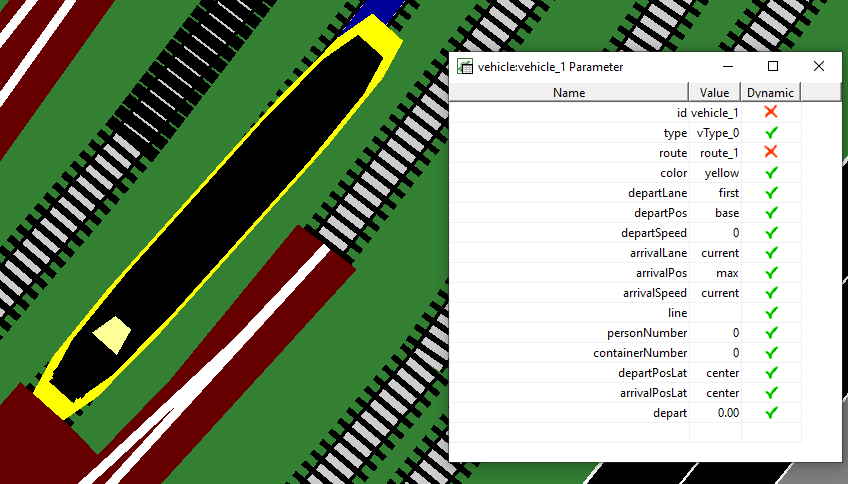 vehicle:vehicle_1 Parameter
Name Value Dynamic
id vehicle_1
type vType_0
route route_1
color yellow
departLane first
departPos base
departSpeed 0
arrivalLane current
arrivalPos max
arrivalSpeed current
line
personNumber 0
containerNumber 0
departPosLat center
arrivalPosLat center
depart 0.00